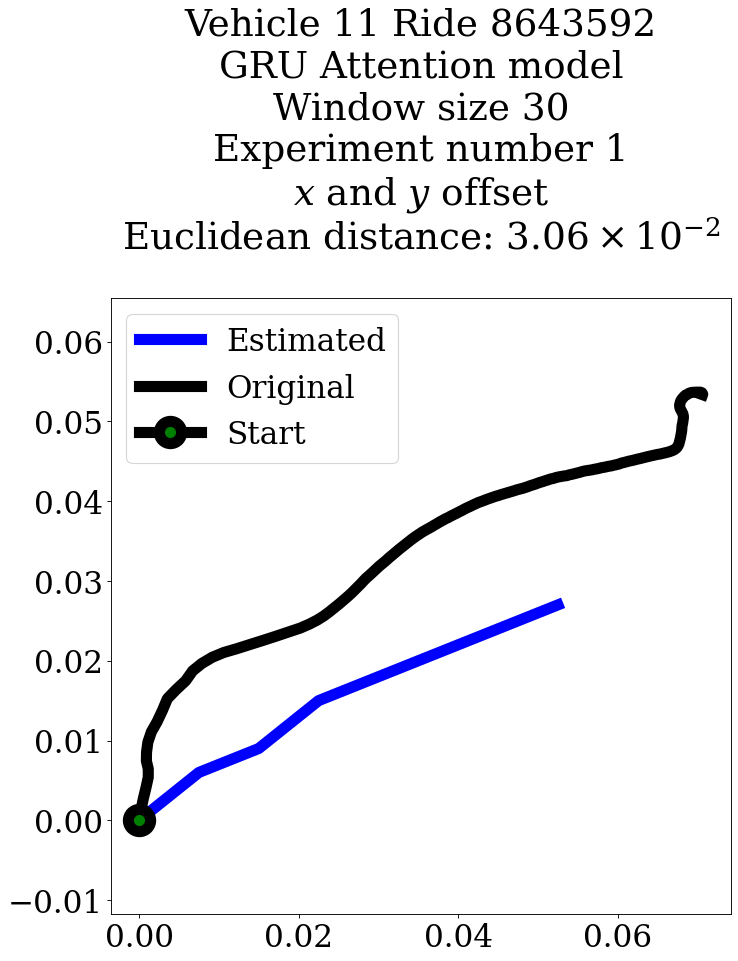 Vehicle 11 Ride 8643592
GRU Attention model
Window size 30
Experiment number 1
x and y offset
Euclidean distance: 3.06 × 10⁻²
Estimated
Original
Start
0.06
0.05
0.04
0.03
0.02
0.01
0.00
−0.01
0.00 0.02 0.04 0.06